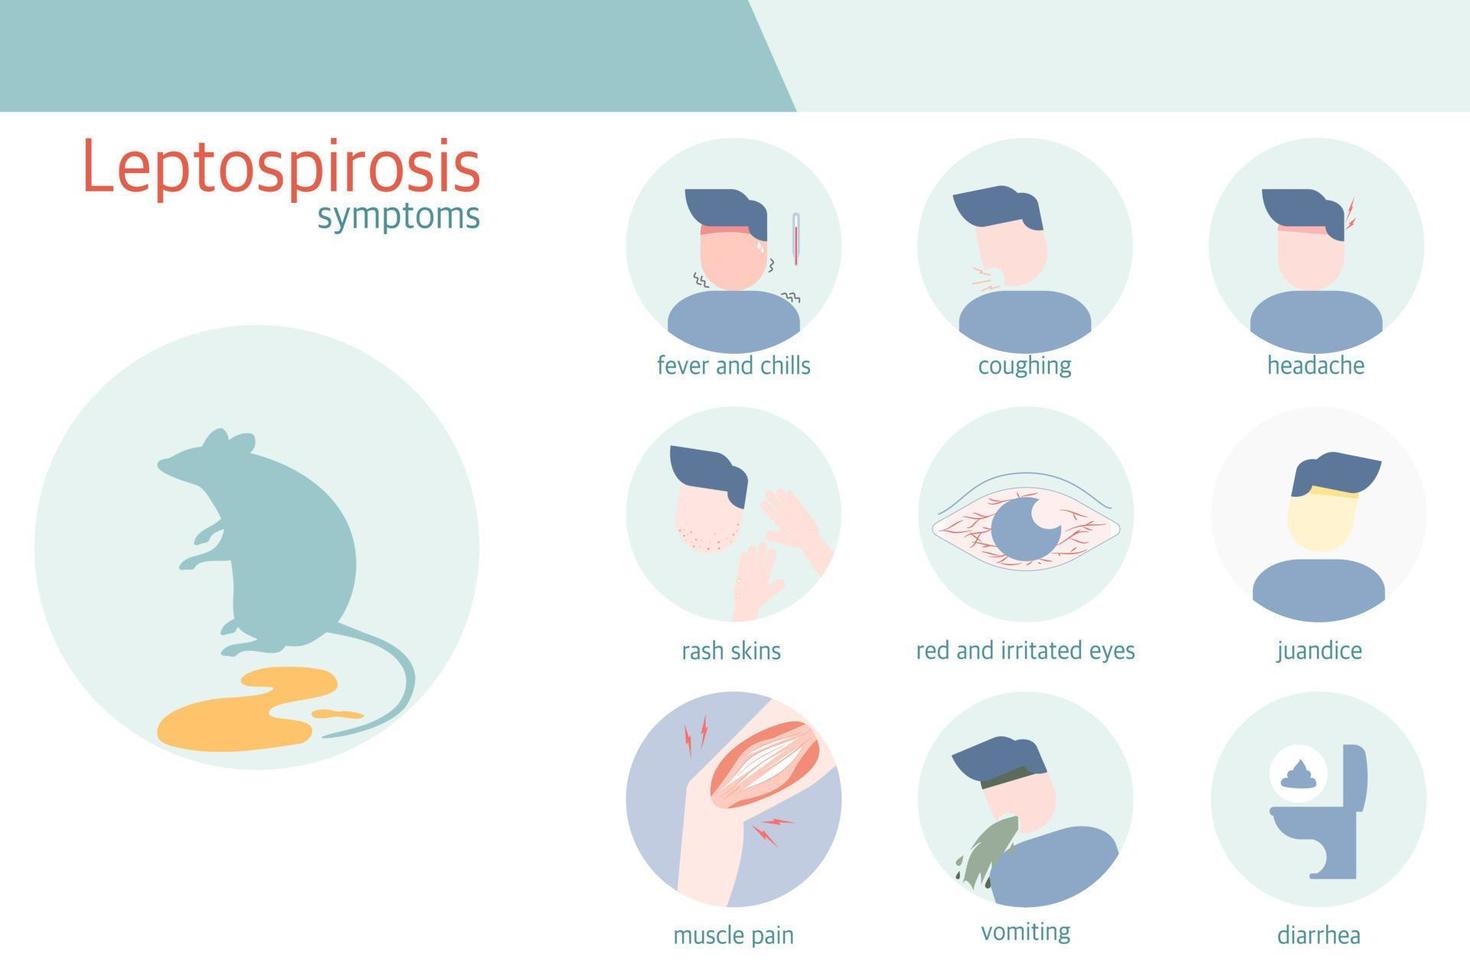 Leptospirosis
symptoms
fever and chills
coughing
headache
rash skins
red and irritated eyes
juandice
muscle pain
vomiting
diarrhea